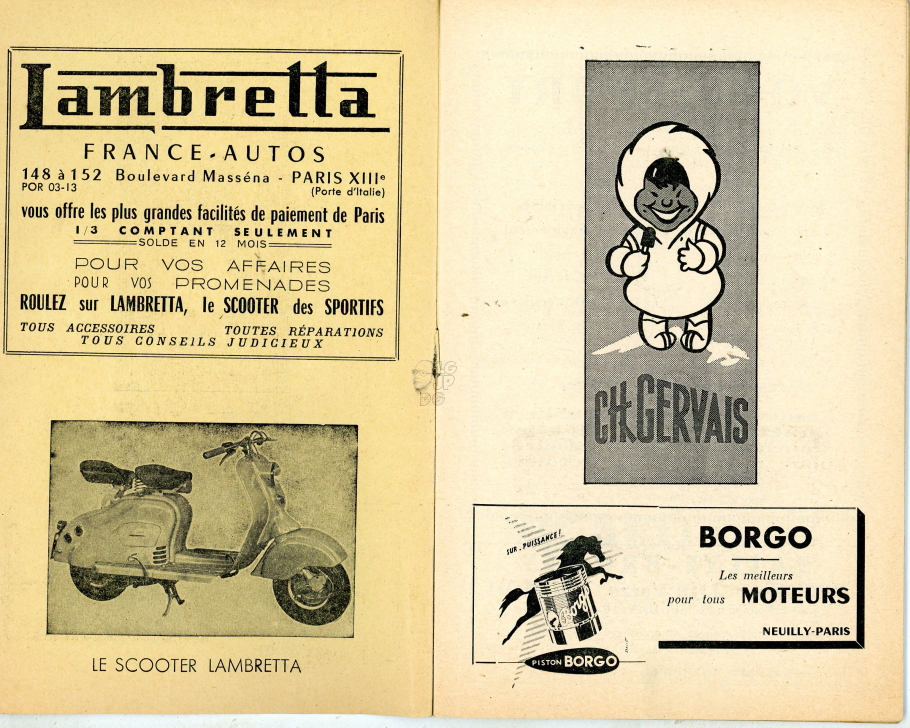 Lambretta
FRANCE-AUTOS
148 à 152 Boulevard Masséna - PARIS XIIIe
POR 03-13
(Porte d'Italie)
vous offre les plus grandes facilités de paiement de Paris
1/3 COMPTANT SEULEMENT
SOLDE EN 12 MOIS
POUR VOS AFFAIRES
POUR VOS PROMENADES
ROULEZ sur LAMBRETTA, le SCOOTER des SPORTIFS
TOUS ACCESSOIRES TOUTES RÉPARATIONS
TOUS CONSEILS JUDICIEUX
LE SCOOTER LAMBRETTA
CH. GERVAIS
SUR-PUISSANCE!
Borgo
PISTON BORGO
BORGO
Les meilleurs
pour tous MOTEURS
NEUILLY-PARIS